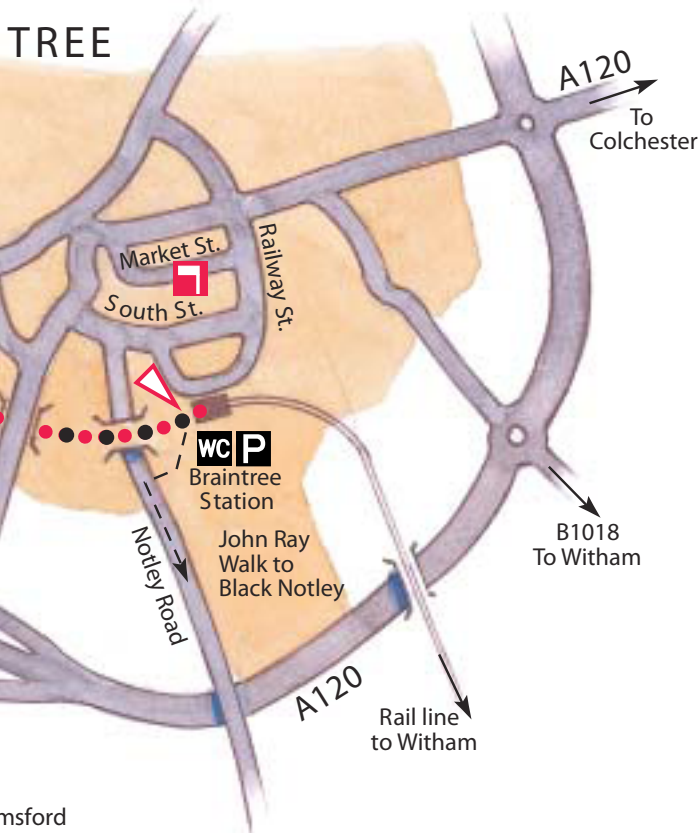 TREE
A120
To
Colchester
Market St.
Railway St.
South St.
WC P
Braintree
Station
John Ray
Walk to
Black Notley
Notley Road
B1018
To Witham
A120
Rail line
to Witham
msford